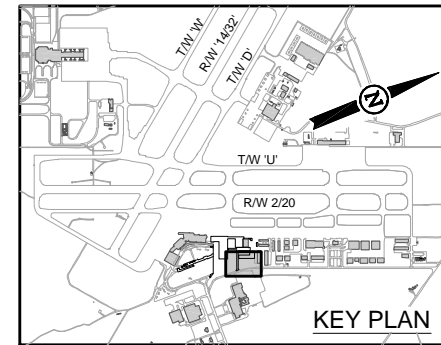 T/W 'W'
R/W '14/32'
T/W 'D'
N
T/W 'U'
R/W 2/20
KEY PLAN